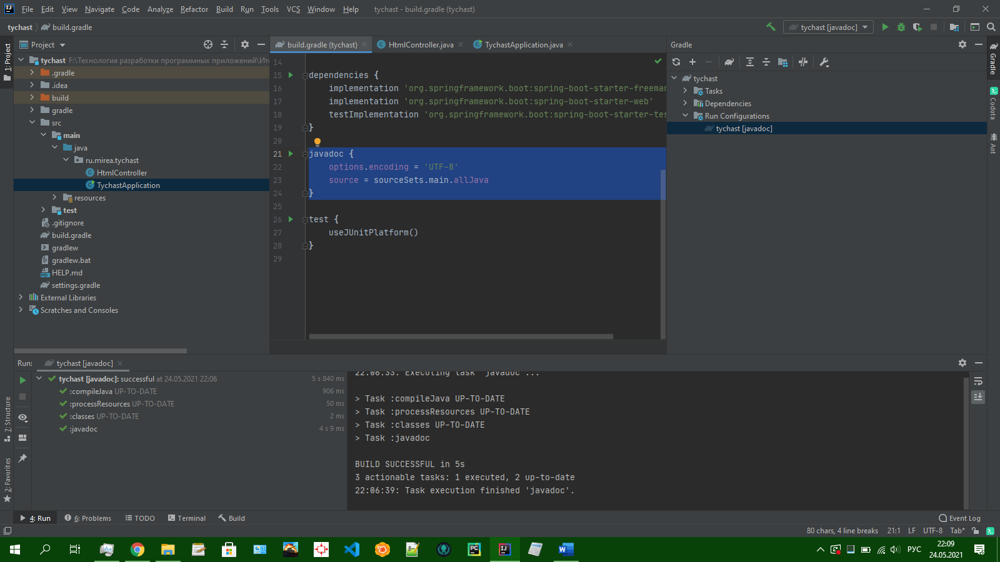 File Edit View Navigate Code Analyze Refactor Build Run Tools VCS Window Help tychast - build.gradle (tychast)
tychast build.gradle
tychast [javadoc]
1: Project
Project
tychast F:\Технология разработки программных приложений\Ит
.gradle
.idea
build
gradle
src
main
java
ru.mirea.tychast
HtmlController
TychastApplication
resources
test
.gitignore
build.gradle
gradlew
gradlew.bat
HELP.md
settings.gradle
External Libraries
Scratches and Consoles
build.gradle (tychast) HtmlController.java TychastApplication.java
14
15 dependencies {
16 implementation 'org.springframework.boot:spring-boot-starter-freemar
17 implementation 'org.springframework.boot:spring-boot-starter-web'
18 testImplementation 'org.springframework.boot:spring-boot-starter-tes
19 }
20
21 javadoc {
22 options.encoding = 'UTF-8'
23 source = sourceSets.main.allJava
24 }
25
26 test {
27 useJUnitPlatform()
28 }
29
Gradle
tychast
Tasks
Dependencies
Run Configurations
tychast [javadoc]
Gradle
Codota
Ant
Run: tychast [javadoc]
tychast [javadoc]: successful at 24.05.2021 22:06 5 s 840 ms
:compileJava UP-TO-DATE 906 ms
:processResources UP-TO-DATE 50 ms
:classes UP-TO-DATE 2 ms
:javadoc 4 s 9 ms
22:06:33: Executing task 'javadoc'...
> Task :compileJava UP-TO-DATE
> Task :processResources UP-TO-DATE
> Task :classes UP-TO-DATE
> Task :javadoc
BUILD SUCCESSFUL in 5s
3 actionable tasks: 1 executed, 2 up-to-date
22:06:39: Task execution finished 'javadoc'.
7: Structure
2: Favorites
4: Run 6: Problems TODO Terminal Build Event Log
80 chars, 4 line breaks 21:1 LF UTF-8 Tab*
РУС
22:09
24.05.2021